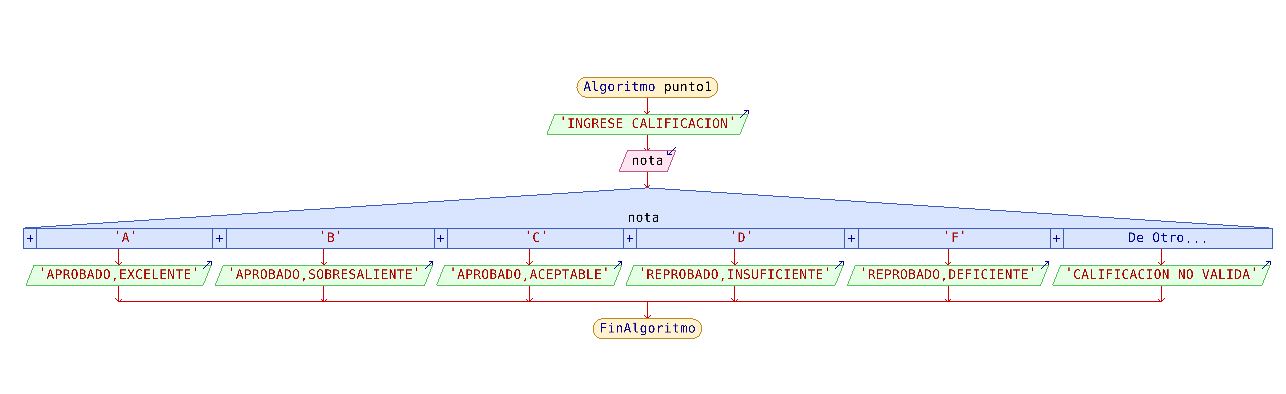 Algoritmo punto1
'INGRESE CALIFICACION'
nota
nota
+ 'A' + 'B' + 'C' + 'D' + 'F' + De Otro...
'APROBADO,EXCELENTE' 'APROBADO,SOBRESALIENTE' 'APROBADO,ACEPTABLE' 'REPROBADO,INSUFICIENTE' 'REPROBADO,DEFICIENTE' 'CALIFICACION NO VALIDA'
FinAlgoritmo